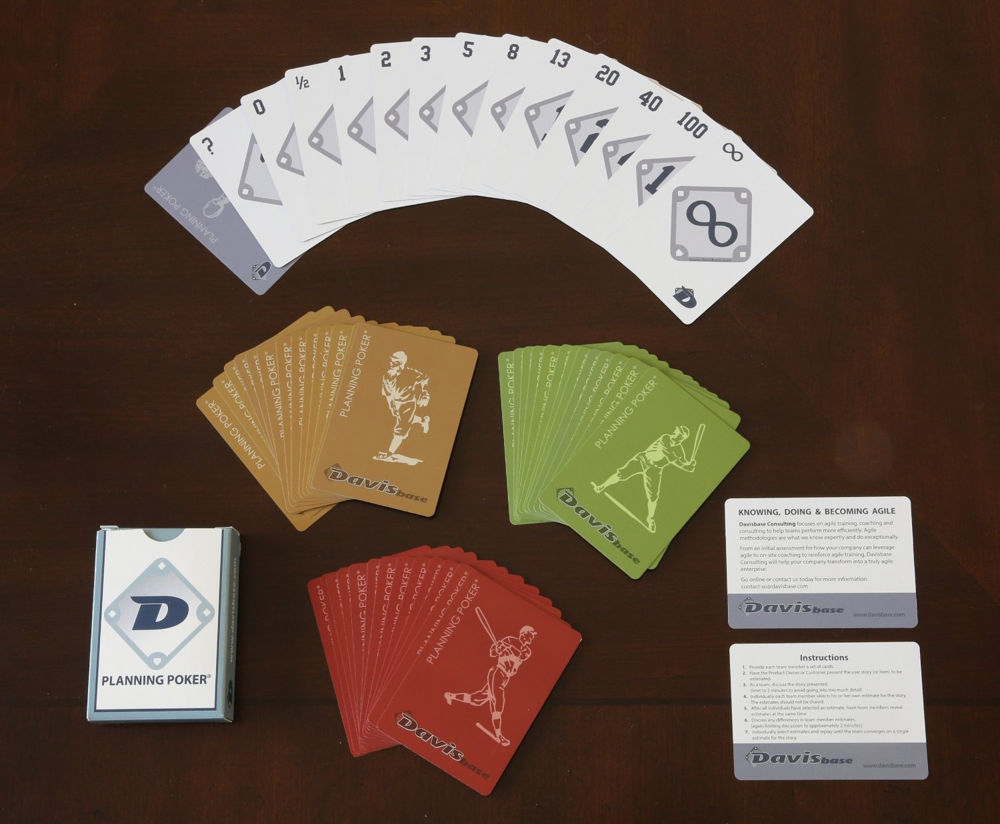 ?
0
½
1
2
3
5
8
13
20
40
100
∞
1
∞
www.davisbase.com
D
PLANNING POKER®
D
PLANNING POKER®
PLANNING POKER®
PLANNING POKER®
PLANNING POKER®
Davisbase
PLANNING POKER®
PLANNING POKER®
PLANNING POKER®
Davisbase
PLANNING POKER®
PLANNING POKER®
Davisbase
D
PLANNING POKER®
www.davisbase.com
KNOWING, DOING & BECOMING AGILE
Davisbase Consulting focuses on agile training, coaching and
consulting to help teams perform more efficiently. Agile
methodologies are what we know expertly and do exceptionally.
From an initial assessment for how your company can leverage
agile to on-site coaching to reinforce agile training, Davisbase
Consulting will help your company transform into a truly agile
enterprise.
Go online or contact us today for more information.
contact-us@davisbase.com
Davisbase www.davisbase.com
Instructions
1. Provide each team member a set of cards.
2. Have the Product Owner or Customer present the user story (or item) to be
estimated.
3. As a team, discuss the story presented.
(limit to 2 minutes to avoid going into too much detail)
4. Individually each team member selects his or her own estimate for the story.
The estimates should not be shared.
5. After all individuals have selected an estimate, have team members reveal
estimates at the same time.
6. Discuss any differences in team member estimates.
(again limiting discussion to approximately 2 minutes)
7. Individually select estimates and replay until the team converges on a single
estimate for the story.
Davisbase www.davisbase.com